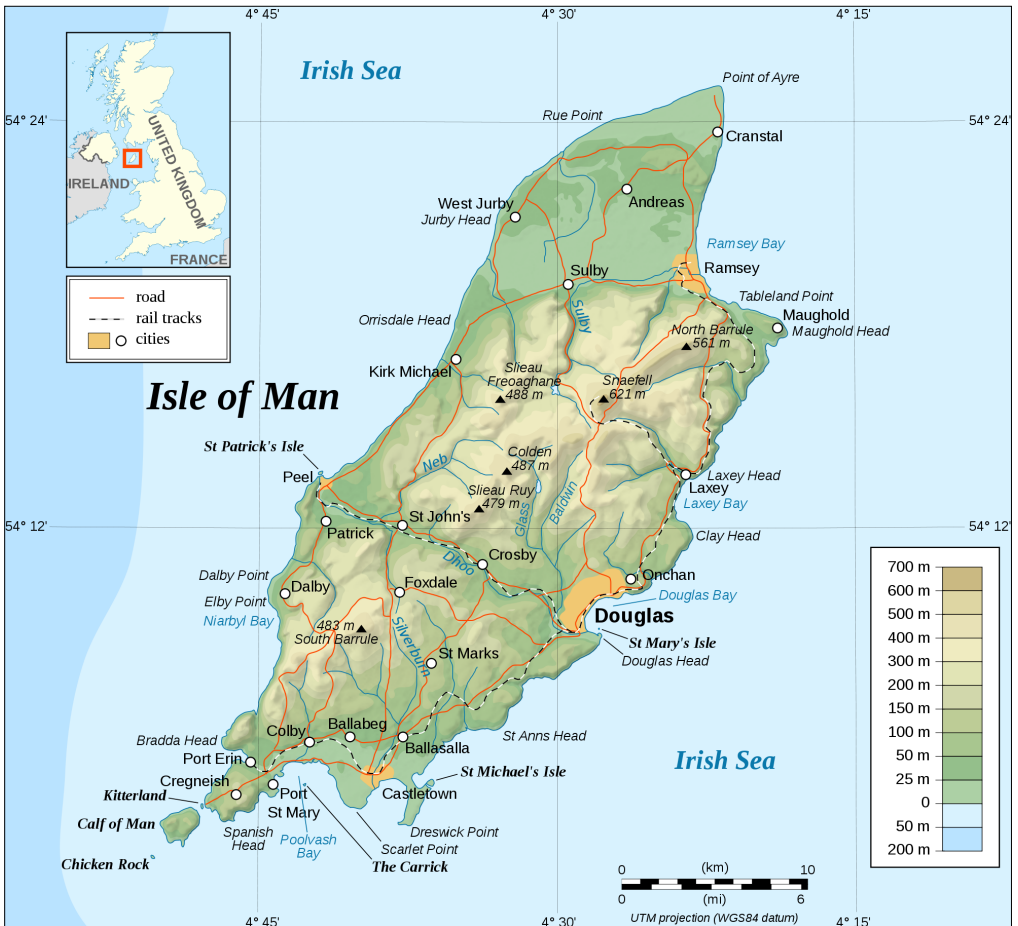 4° 45'
4° 30'
4° 15'
Irish Sea
Point of Ayre
54° 24'
Rue Point
54° 24'
Cranstal
UNITED KINGDOM
IRELAND
FRANCE
West Jurby
Jurby Head
Andreas
Ramsey Bay
Sulby
Ramsey
road
rail tracks
cities
Tableland Point
Sulby
Maughold
Orrisdale Head
North Barrule
561 m
Maughold Head
Kirk Michael
Slieau
Freoaghane
488 m
Snaefell
621 m
Isle of Man
St Patrick's Isle
Neb
Colden
487 m
Peel
Laxey Head
Laxey
Slieau Ruy
479 m
Laxey Bay
Glass
Baldwin
St John's
54° 12'
54° 12'
Patrick
Clay Head
Crosby
Dhoo
Dalby Point
Onchan
Dalby
Foxdale
Elby Point
Douglas Bay
Niarbyl Bay
Douglas
483 m
South Barrule
Silverburn
St Mary's Isle
St Marks
Douglas Head
700 m
600 m
500 m
400 m
300 m
200 m
150 m
100 m
50 m
25 m
0
50 m
200 m
Ballabeg
Colby
Bradda Head
St Anns Head
Ballasalla
Port Erin
Irish Sea
Cregneish
St Michael's Isle
Kitterland
Port
St Mary
Castletown
Calf of Man
Spanish
Head
Poolvash
Bay
Dreswick Point
Scarlet Point
Chicken Rock
The Carrick
0
(km)
10
0
(mi)
6
UTM projection (WGS84 datum)
4° 45'
4° 30'
4° 15'